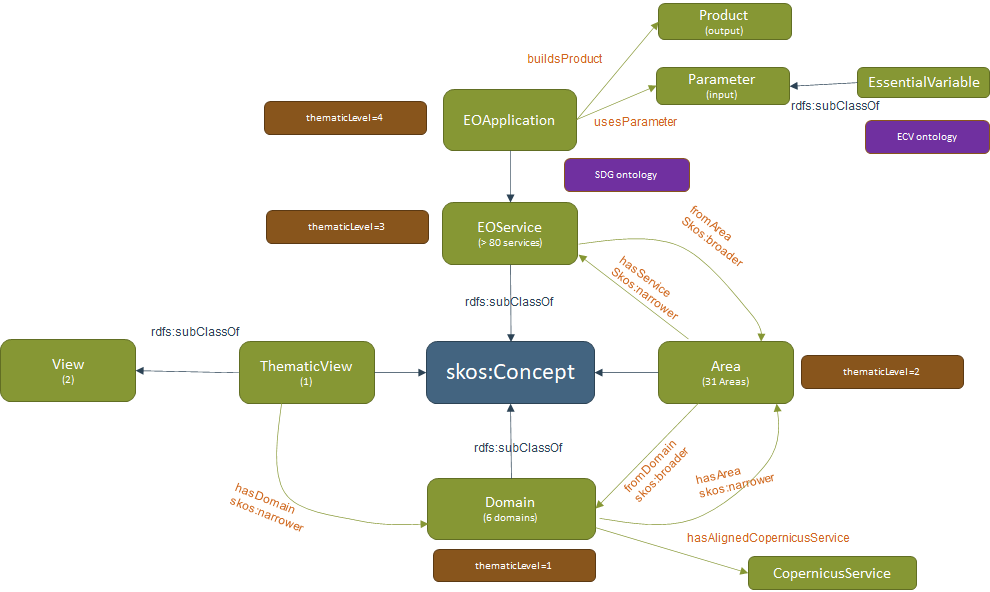 Product
(output)
buildsProduct
Parameter
(input)
EssentialVariable
rdfs:subClassOf
thematicLevel=4
EOApplication
usesParameter
ECV ontology
SDG ontology
thematicLevel=3
EOService
(> 80 services)
fromArea
Skos:broader
hasService
Skos:narrower
rdfs:subClassOf
rdfs:subClassOf
View
(2)
ThematicView
(1)
skos:Concept
Area
(31 Areas)
thematicLevel=2
rdfs:subClassOf
fromDomain
skos:broader
hasArea
skos:narrower
hasDomain
skos:narrower
Domain
(6 domains)
hasAlignedCopernicusService
thematicLevel=1
CopernicusService